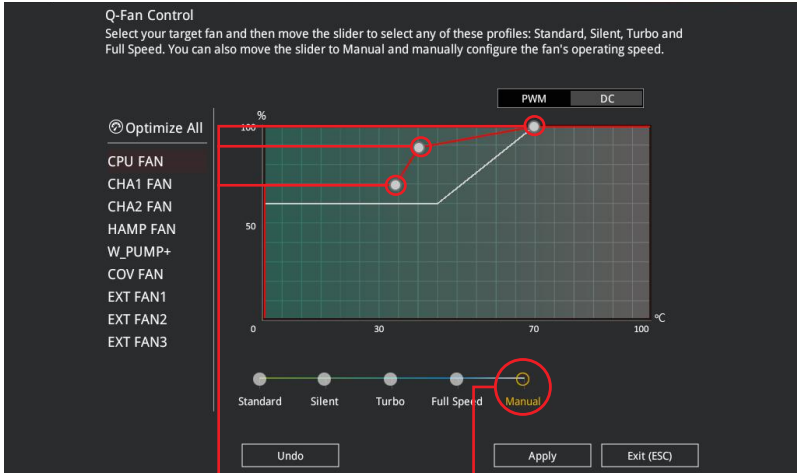 Q-Fan Control
Select your target fan and then move the slider to select any of these profiles: Standard, Silent, Turbo and
Full Speed. You can also move the slider to Manual and manually configure the fan's operating speed.
PWM DC
Optimize All
CPU FAN
CHA1 FAN
CHA2 FAN
HAMP FAN
W_PUMP+
COV FAN
EXT FAN1
EXT FAN2
EXT FAN3
%
100
50
0 30 70 100
ºC
Standard Silent Turbo Full Speed Manual
Undo Apply Exit (ESC)